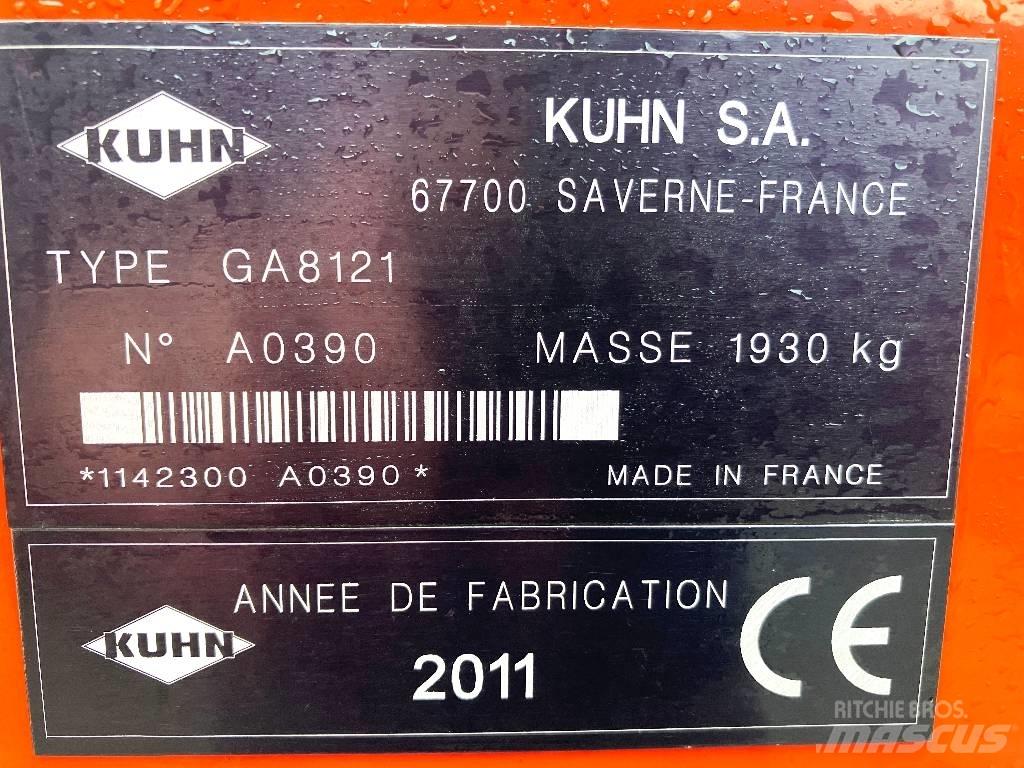 KUHN
KUHN S.A.
67700 SAVERNE-FRANCE
TYPE GA8121
N° A0390 MASSE 1930 kg
*1142300 A0390*
MADE IN FRANCE
KUHN
ANNEE DE FABRICATION
2011
CE
RITCHIE BROS.
MASCUS